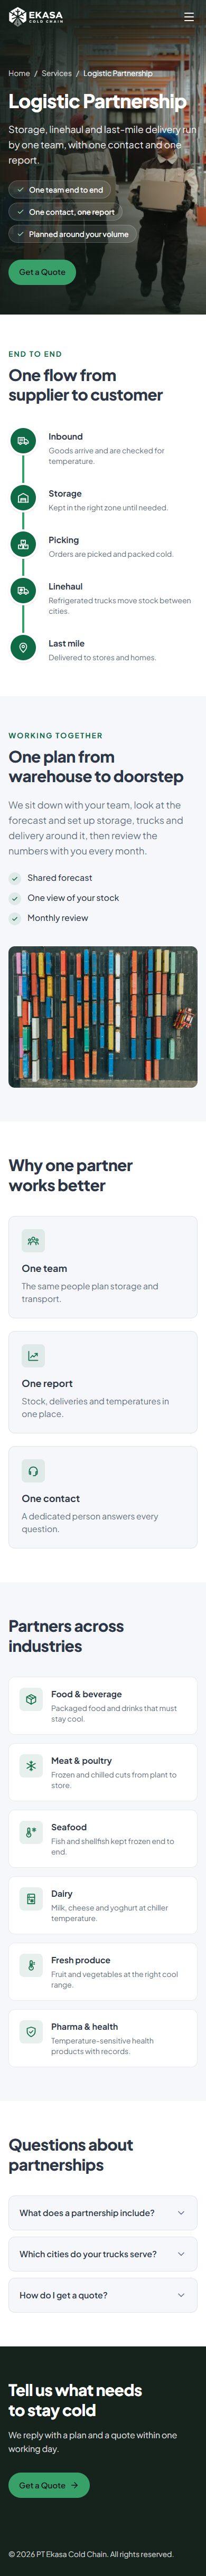 EKASA
COLD CHAIN
Home / Services / Logistic Partnership
Logistic Partnership
Storage, linehaul and last-mile delivery run
by one team, with one contact and one
report.
One team end to end
One contact, one report
Planned around your volume
Get a Quote
END TO END
One flow from
supplier to customer
Inbound
Goods arrive and are checked for
temperature.
Storage
Kept in the right zone until needed.
Picking
Orders are picked and packed cold.
Linehaul
Refrigerated trucks move stock between
cities.
Last mile
Delivered to stores and homes.
WORKING TOGETHER
One plan from
warehouse to doorstep
We sit down with your team, look at the
forecast and set up storage, trucks and
delivery around it, then review the
numbers with you every month.
Shared forecast
One view of your stock
Monthly review
Why one partner
works better
One team
The same people plan storage and
transport.
One report
Stock, deliveries and temperatures in
one place.
One contact
A dedicated person answers every
question.
Partners across
industries
Food & beverage
Packaged food and drinks that must
stay cool.
Meat & poultry
Frozen and chilled cuts from plant to
store.
Seafood
Fish and shellfish kept frozen end to
end.
Dairy
Milk, cheese and yoghurt at chiller
temperature.
Fresh produce
Fruit and vegetables at the right cool
range.
Pharma & health
Temperature-sensitive health
products with records.
Questions about
partnerships
What does a partnership include?
Which cities do your trucks serve?
How do I get a quote?
Tell us what needs
to stay cold
We reply with a plan and a quote within one
working day.
Get a Quote
© 2026 PT Ekasa Cold Chain. All rights reserved.